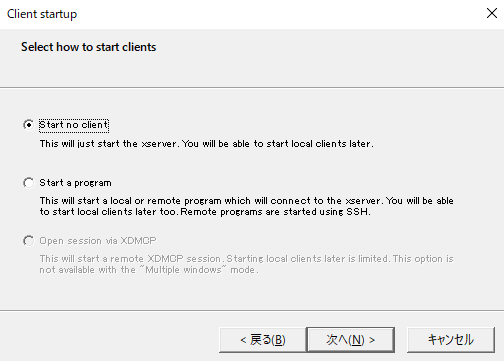 Client startup
Select how to start clients
Start no client
This will just start the xserver. You will be able to start local clients later.
Start a program
This will start a local or remote program which will connect to the xserver. You will be able
to start local clients later too. Remote programs are started using SSH.
Open session via XDMCP
This will start a remote XDMCP session. Starting local clients later is limited. This option is
not available with the "Multiple windows" mode.
< 戻る(B) 次へ(N) > キャンセル